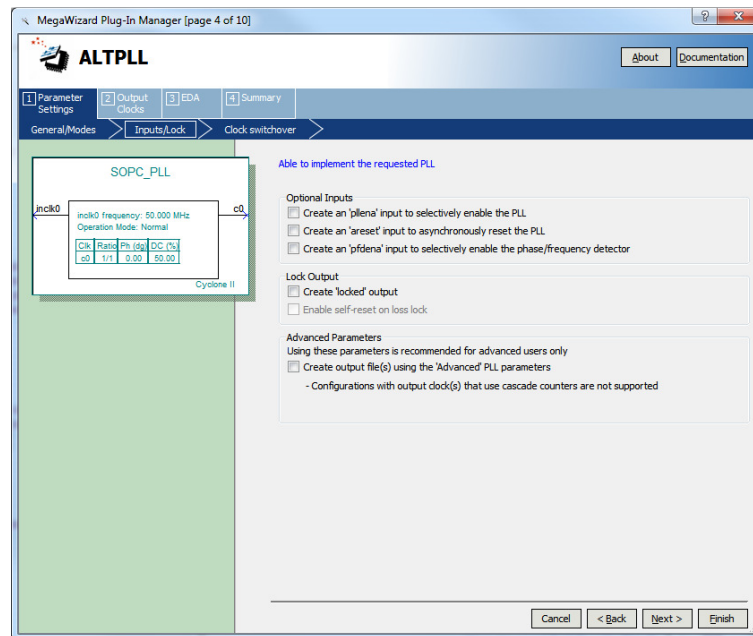 MegaWizard Plug-In Manager [page 4 of 10]
?
X
ALTPLL
About
Documentation
1 Parameter Settings
2 Output Clocks
3 EDA
4 Summary
General/Modes
Inputs/Lock
Clock switchover
SOPC_PLL
inclk0
c0
inclk0 frequency: 50.000 MHz
Operation Mode: Normal
Clk Ratio Ph (dg) DC (%)
c0 1/1 0.00 50.00
Cyclone II
Able to implement the requested PLL
Optional Inputs
Create an 'pllena' input to selectively enable the PLL
Create an 'areset' input to asynchronously reset the PLL
Create an 'pfdena' input to selectively enable the phase/frequency detector
Lock Output
Create 'locked' output
Enable self-reset on loss lock
Advanced Parameters
Using these parameters is recommended for advanced users only
Create output file(s) using the 'Advanced' PLL parameters
- Configurations with output clock(s) that use cascade counters are not supported
Cancel
< Back
Next >
Finish